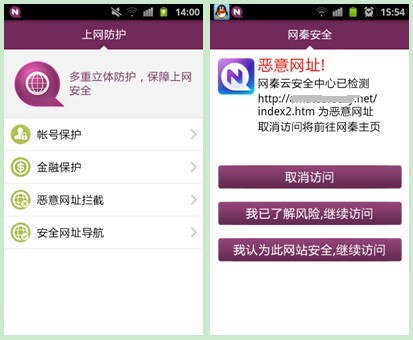 14:00
上网防护
多重立体防护，保障上网
安全
帐号保护
金融保护
恶意网址拦截
安全网址导航
15:54
网秦安全
恶意网址!
网秦云安全中心已检测
http://
.net/
index2.htm 为恶意网址
取消访问将前往网秦主页
取消访问
我已了解风险,继续访问
我认为此网站安全,继续访问